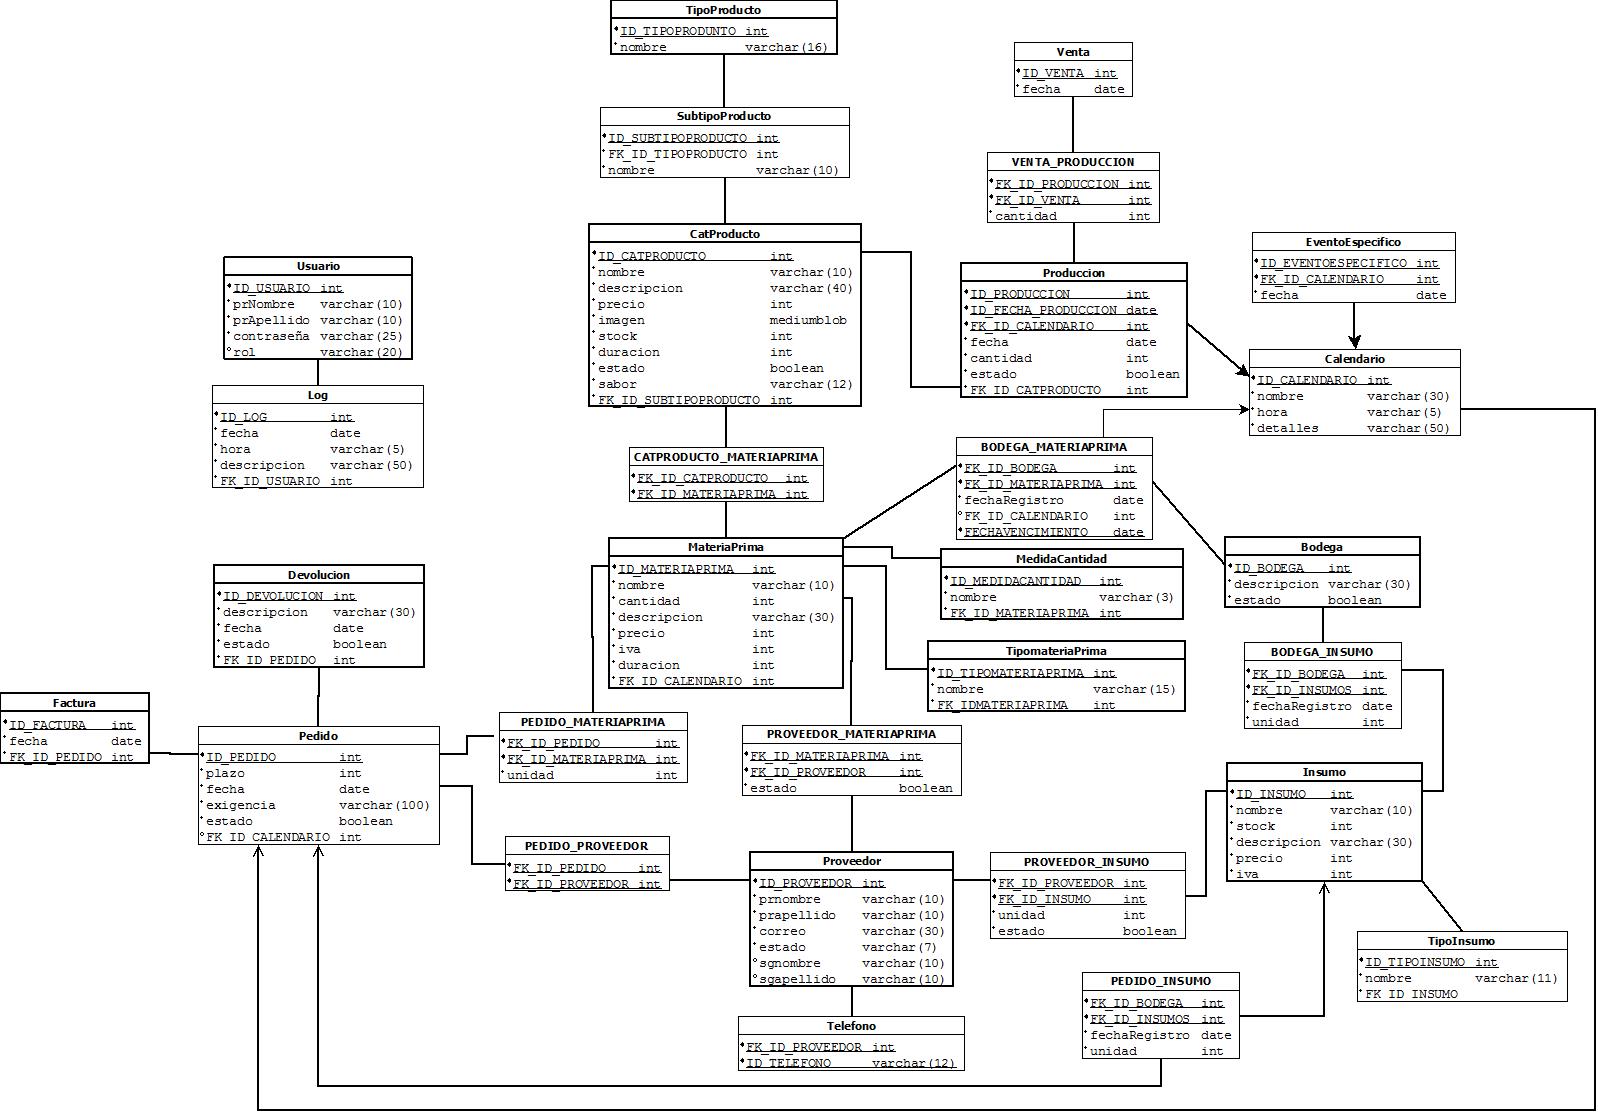 TipoProducto
ID_TIPOPRODUNTO int
nombre varchar(16)
Venta
ID_VENTA int
fecha date
SubtipoProducto
ID_SUBTIPOPRODUCTO int
FK_ID_TIPOPRODUCTO int
nombre varchar(10)
VENTA_PRODUCCION
FK_ID_PRODUCCION int
FK_ID_VENTA int
cantidad int
CatProducto
ID_CATPRODUCTO int
nombre varchar(10)
descripcion varchar(40)
precio int
imagen mediumblob
stock int
duracion int
estado boolean
sabor varchar(12)
FK_ID_SUBTIPOPRODUCTO int
EventoEspecifico
ID_EVENTOESPECIFICO int
FK_ID_CALENDARIO int
fecha date
Usuario
ID_USUARIO int
prNombre varchar(10)
prApellido varchar(10)
contraseña varchar(25)
rol varchar(20)
Produccion
ID_PRODUCCION int
ID_FECHA_PRODUCCION date
FK_ID_CALENDARIO int
fecha date
cantidad int
estado boolean
FK_ID_CATPRODUCTO int
Calendario
ID_CALENDARIO int
nombre varchar(30)
hora varchar(5)
detalles varchar(50)
Log
ID_LOG int
fecha date
hora varchar(5)
descripcion varchar(50)
FK_ID_USUARIO int
CATPRODUCTO_MATERIAPRIMA
FK_ID_CATPRODUCTO int
FK_ID_MATERIAPRIMA int
BODEGA_MATERIAPRIMA
FK_ID_BODEGA int
FK_ID_MATERIAPRIMA int
fechaRegistro date
FK_ID_CALENDARIO int
FECHAVENCIMIENTO date
MateriaPrima
ID_MATERIAPRIMA int
nombre varchar(10)
cantidad int
descripcion varchar(30)
precio int
iva int
duracion int
FK_ID_CALENDARIO int
MedidaCantidad
ID_MEDIDACANTIDAD int
nombre varchar(3)
FK_ID_MATERIAPRIMA int
Bodega
ID_BODEGA int
descripcion varchar(30)
estado boolean
Devolucion
ID_DEVOLUCION int
descripcion varchar(30)
fecha date
estado boolean
FK_ID_PEDIDO int
TipomateriaPrima
ID_TIPOMATERIAPRIMA int
nombre varchar(15)
FK_IDMATERIAPRIMA int
BODEGA_INSUMO
FK_ID_BODEGA int
FK_ID_INSUMOS int
fechaRegistro date
unidad int
Factura
ID_FACTURA int
fecha date
FK_ID_PEDIDO int
Pedido
ID_PEDIDO int
plazo int
fecha date
exigencia varchar(100)
estado boolean
FK_ID_CALENDARIO int
PEDIDO_MATERIAPRIMA
FK_ID_PEDIDO int
FK_ID_MATERIAPRIMA int
unidad int
PROVEEDOR_MATERIAPRIMA
FK_ID_MATERIAPRIMA int
FK_ID_PROVEEDOR int
estado boolean
Insumo
ID_INSUMO int
nombre varchar(10)
stock int
descripcion varchar(30)
precio int
iva int
PEDIDO_PROVEEDOR
FK_ID_PEDIDO int
FK_ID_PROVEEDOR int
Proveedor
ID_PROVEEDOR int
prnombre varchar(10)
prapellido varchar(10)
correo varchar(30)
estado varchar(7)
sgnombre varchar(10)
sgapellido varchar(10)
PROVEEDOR_INSUMO
FK_ID_PROVEEDOR int
FK_ID_INSUMO int
unidad int
estado boolean
TipoInsumo
ID_TIPOINSUMO int
nombre varchar(11)
FK_ID_INSUMO
PEDIDO_INSUMO
FK_ID_BODEGA int
FK_ID_INSUMOS int
fechaRegistro date
unidad int
Telefono
FK_ID_PROVEEDOR int
ID_TELEFONO varchar(12)